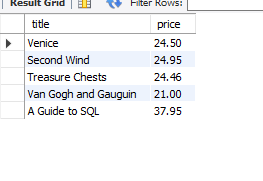 Result Grid Filter Rows:
title price
Venice 24.50
Second Wind 24.95
Treasure Chests 24.46
Van Gogh and Gauguin 21.00
A Guide to SQL 37.95